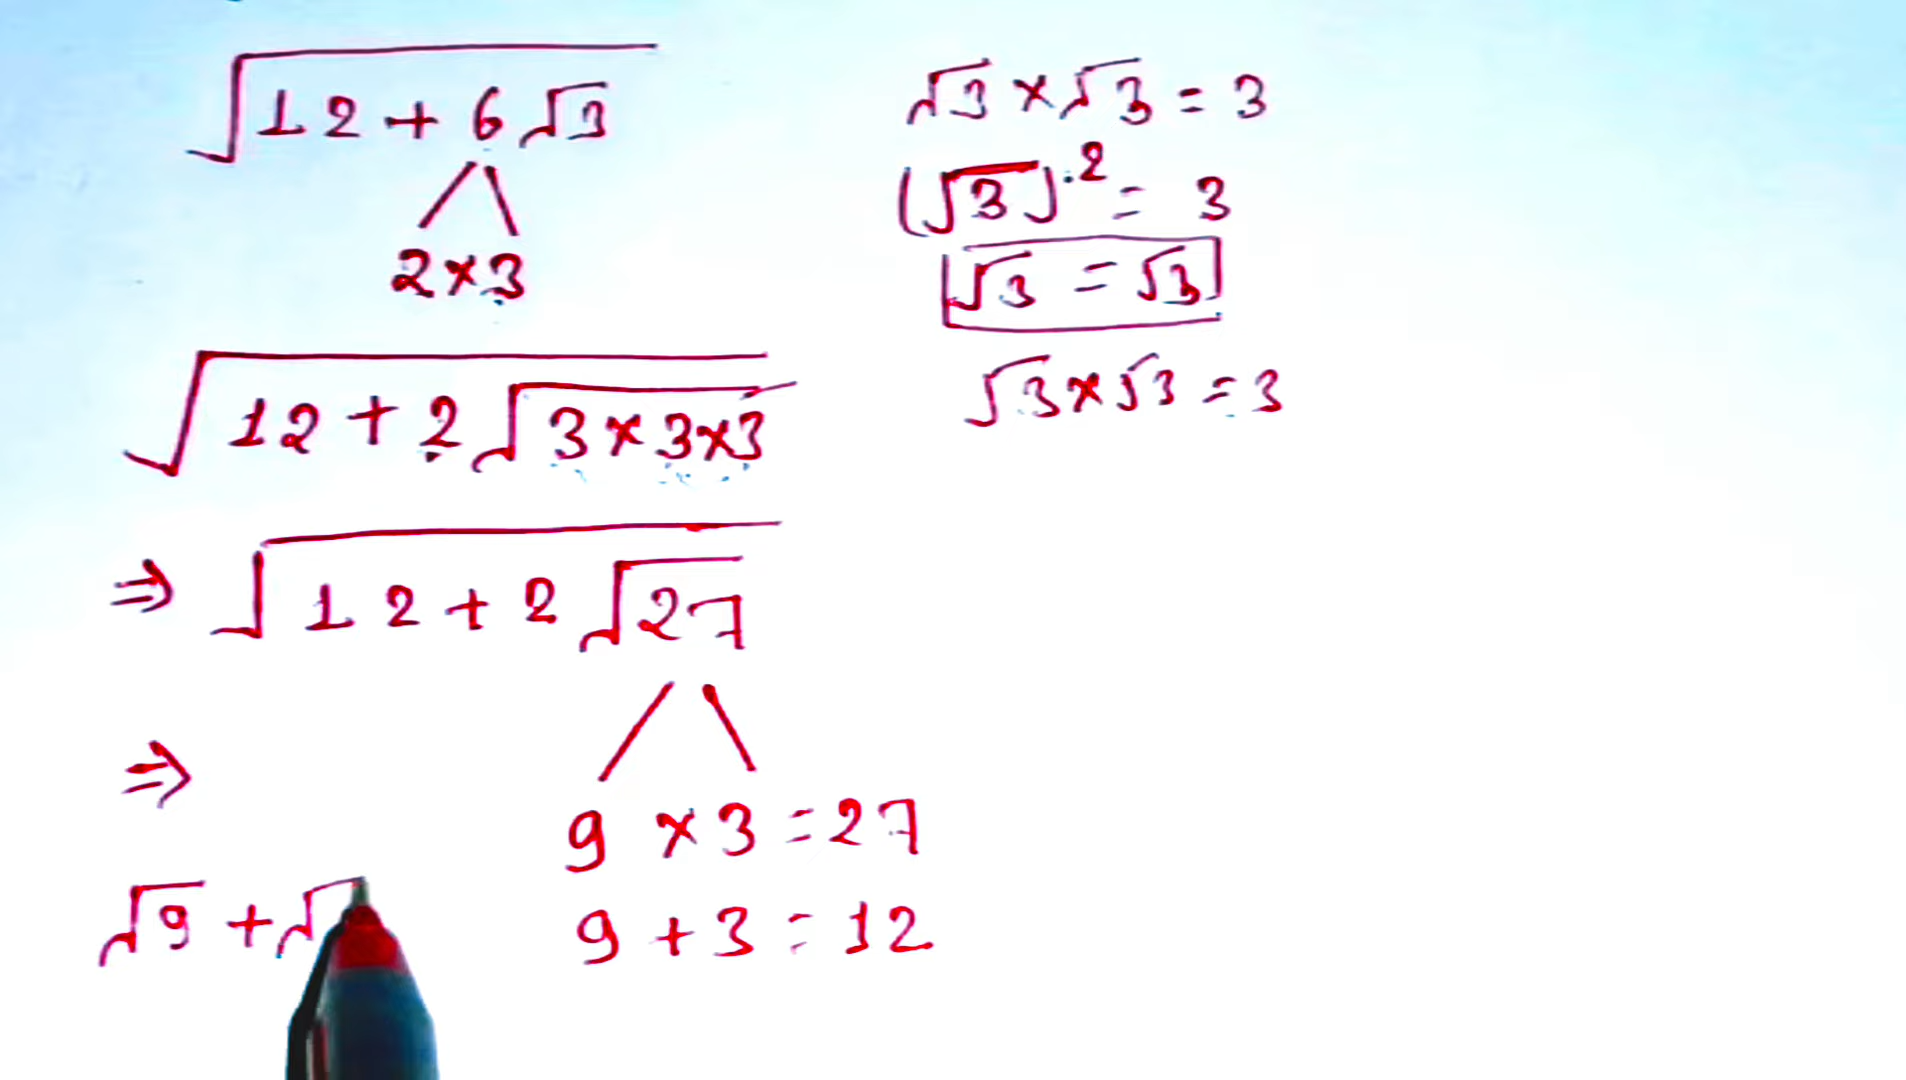 √(12 + 6√3)
2 × 3
√(12 + 2√(3 × 3 × 3))
⇒ √(12 + 2√27)
⇒
9 × 3 = 27
9 + 3 = 12
√9 + √
√3 × √3 = 3
(√3)² = 3
√3 = √3
√3 × √3 = 3